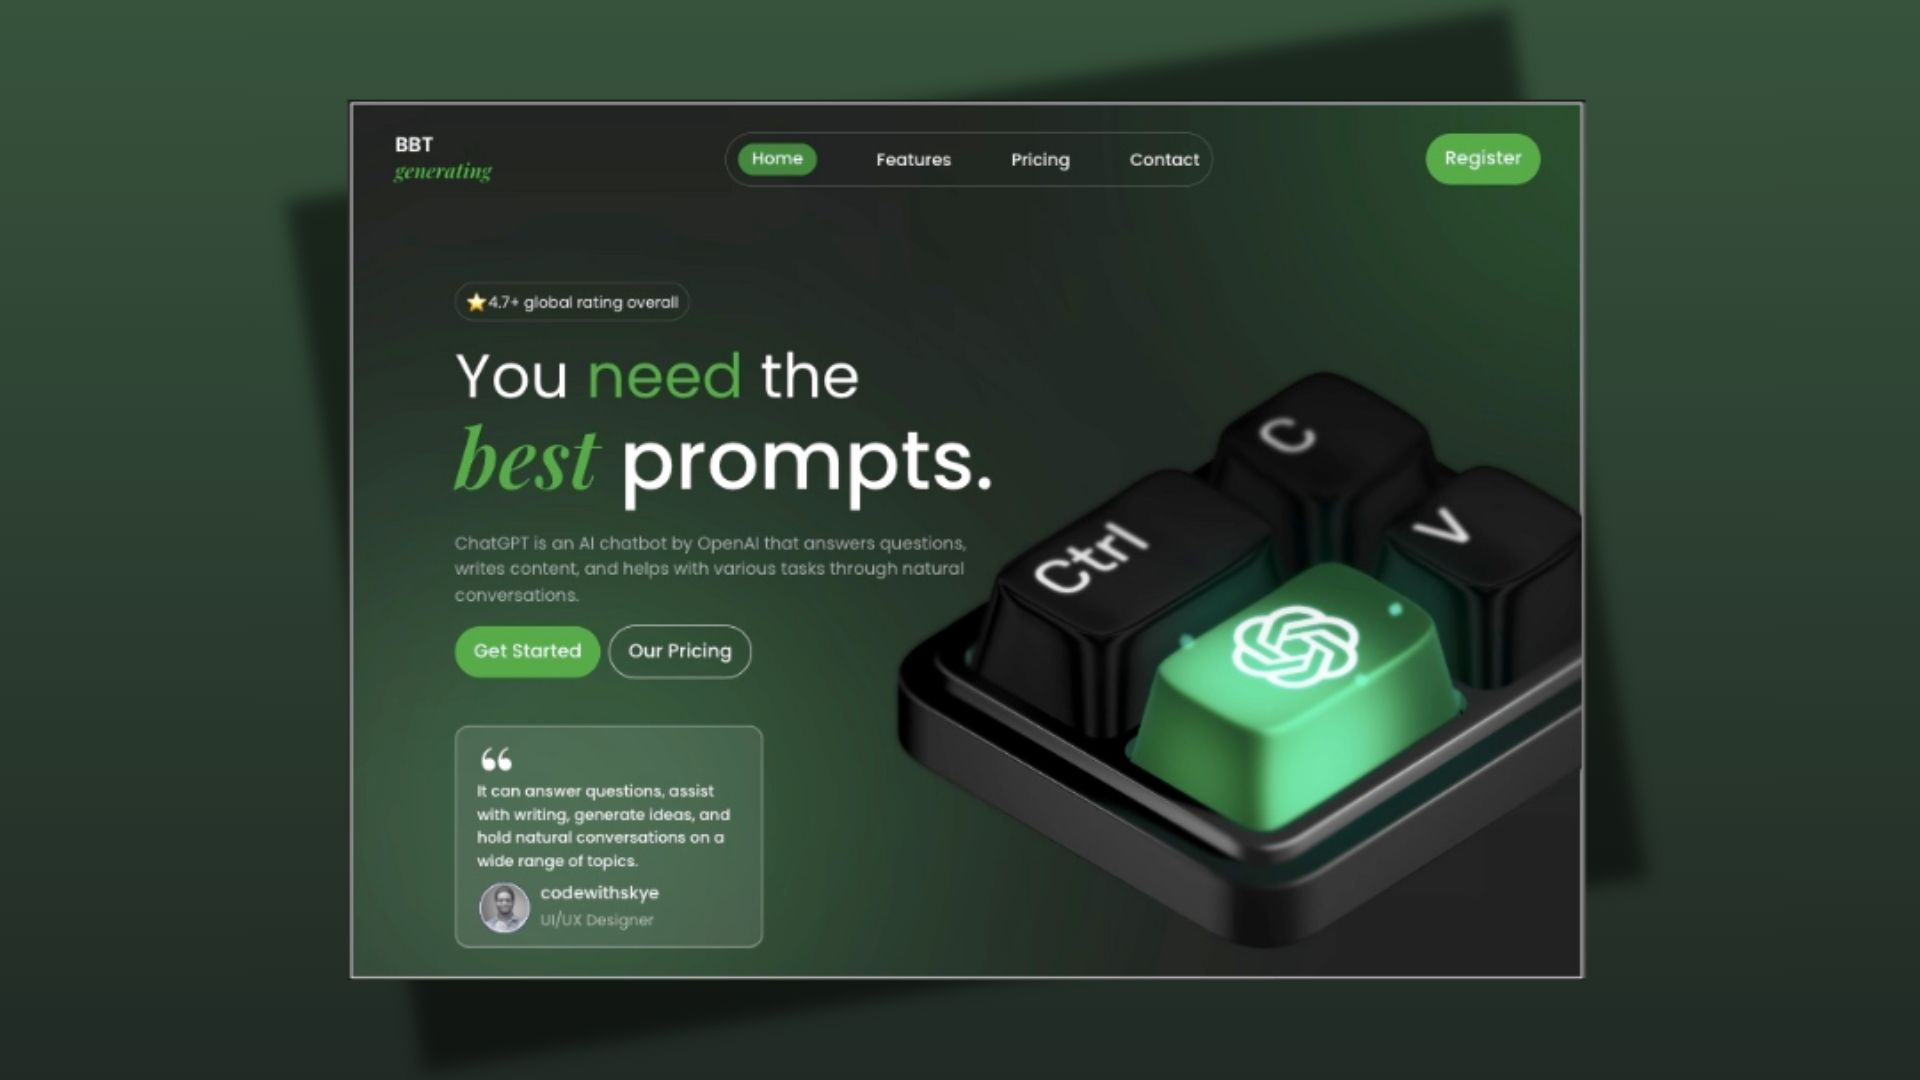 BBT
generating
Home
Features
Pricing
Contact
Register
⭐4.7+ global rating overall
You need the
best prompts.
ChatGPT is an AI chatbot by OpenAI that answers questions,
writes content, and helps with various tasks through natural
conversations.
Get Started
Our Pricing
“
It can answer questions, assist
with writing, generate ideas, and
hold natural conversations on a
wide range of topics.
codewithskye
UI/UX Designer
C
Ctrl
V